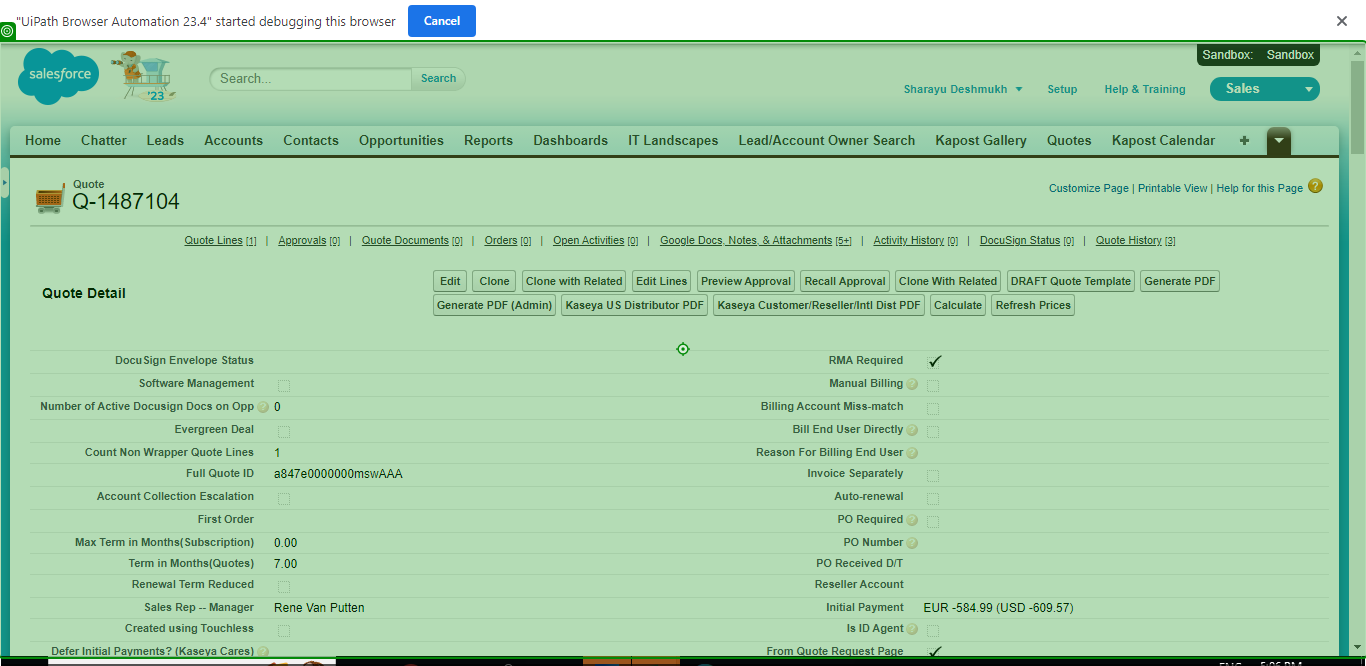 "UiPath Browser Automation 23.4" started debugging this browser Cancel
Sandbox: Sandbox
salesforce '23 Search... Search
Sharayu Deshmukh Setup Help & Training Sales
Home Chatter Leads Accounts Contacts Opportunities Reports Dashboards IT Landscapes Lead/Account Owner Search Kapost Gallery Quotes Kapost Calendar +
Quote
Q-1487104
Customize Page | Printable View | Help for this Page ?
Quote Lines [1] | Approvals [0] | Quote Documents [0] | Orders [0] | Open Activities [0] | Google Docs, Notes, & Attachments [5+] | Activity History [0] | DocuSign Status [0] | Quote History [3]
Quote Detail
Edit Clone Clone with Related Edit Lines Preview Approval Recall Approval Clone With Related DRAFT Quote Template Generate PDF
Generate PDF (Admin) Kaseya US Distributor PDF Kaseya Customer/Reseller/Intl Dist PDF Calculate Refresh Prices
DocuSign Envelope Status RMA Required
Software Management Manual Billing ?
Number of Active Docusign Docs on Opp ? 0 Billing Account Miss-match
Evergreen Deal Bill End User Directly ?
Count Non Wrapper Quote Lines 1 Reason For Billing End User ?
Full Quote ID a847e0000000mswAAA Invoice Separately
Account Collection Escalation Auto-renewal
First Order PO Required ?
Max Term in Months(Subscription) 0.00 PO Number ?
Term in Months(Quotes) 7.00 PO Received D/T
Renewal Term Reduced Reseller Account
Sales Rep -- Manager Rene Van Putten Initial Payment EUR -584.99 (USD -609.57)
Created using Touchless Is ID Agent ?
Defer Initial Payments? (Kaseya Cares) ? From Quote Request Page